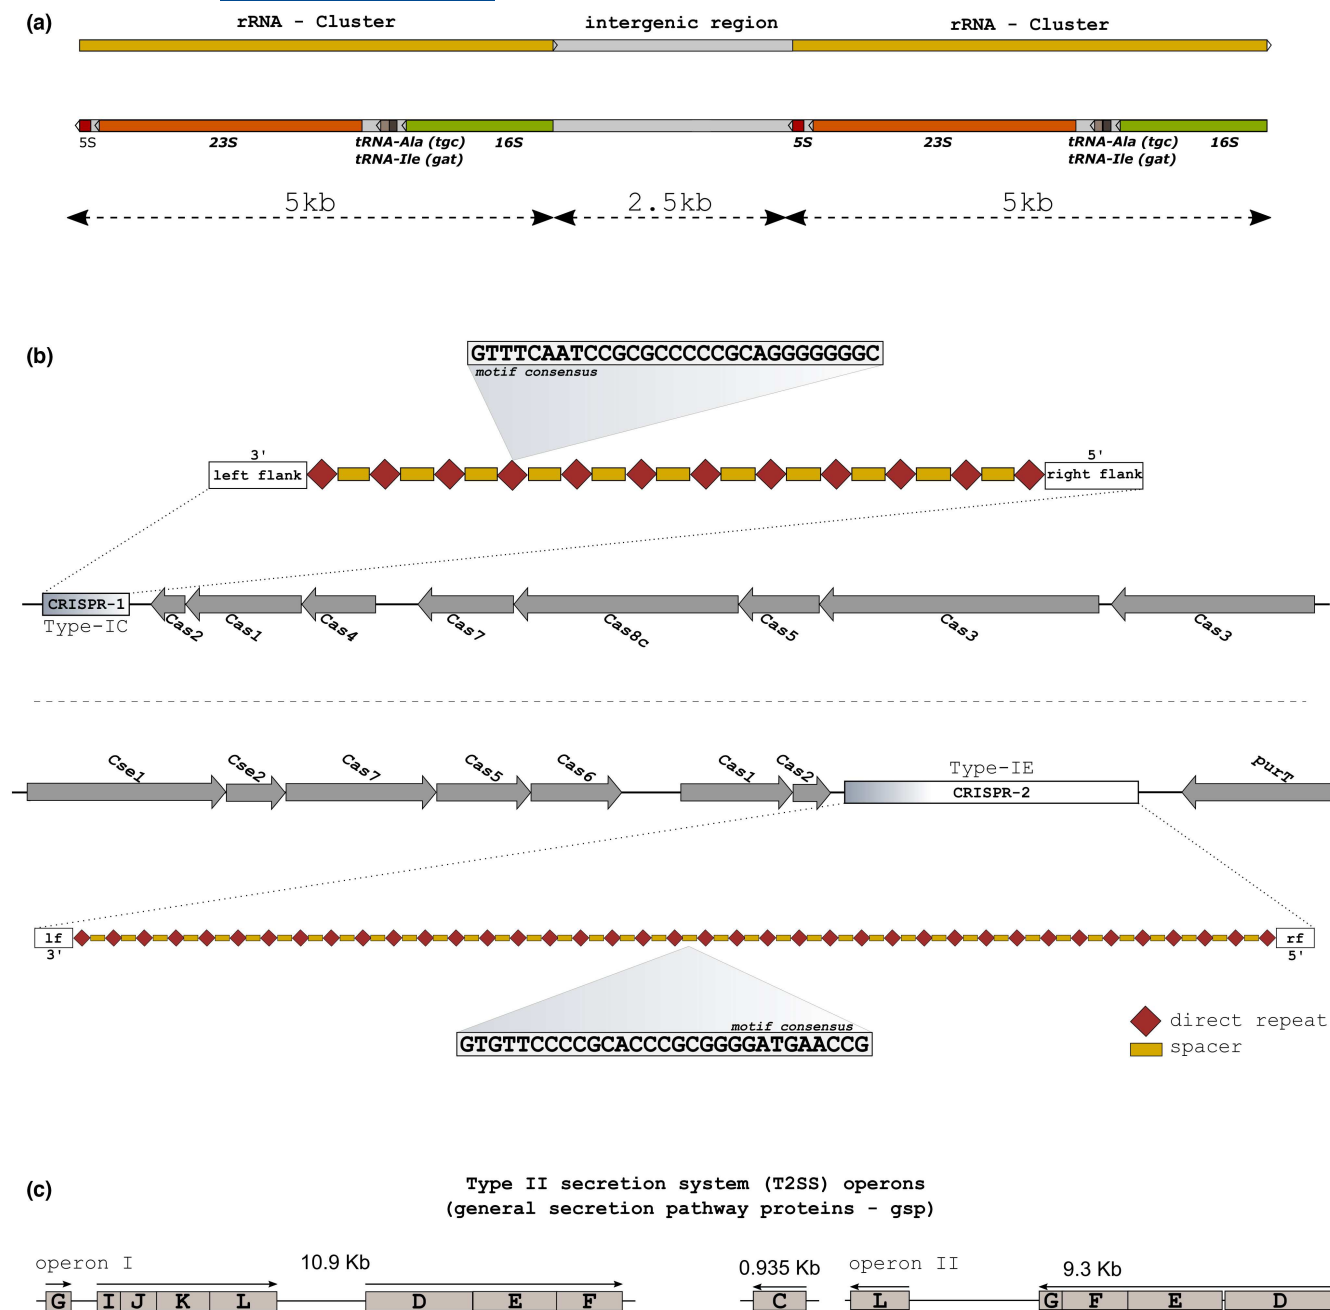 (a)
rRNA - Cluster intergenic region rRNA - Cluster
5S 23S tRNA-Ala (tgc) 16S 5S 23S tRNA-Ala (tgc) 16S
tRNA-Ile (gat) tRNA-Ile (gat)
5kb 2.5kb 5kb
(b)
GTTTCAATCCGCGCCCCCGCAGGGGGGGC
motif consensus
3' 5'
left flank right flank
CRISPR-1
Type-IC Cas2 Cas1 Cas4 Cas7 Cas8c Cas5 Cas3 Cas3
Cse1 Cse2 Cas7 Cas5 Cas6 Cas1 Cas2 Type-IE purT
CRISPR-2
lf rf
3' 5'
motif consensus
GTGTTCCCCGCACCCGCGGGGATGAACCG
direct repeat
spacer
(c)
Type II secretion system (T2SS) operons
(general secretion pathway proteins - gsp)
operon I 10.9 Kb 0.935 Kb operon II 9.3 Kb
G I J K L D E F C L G F E D